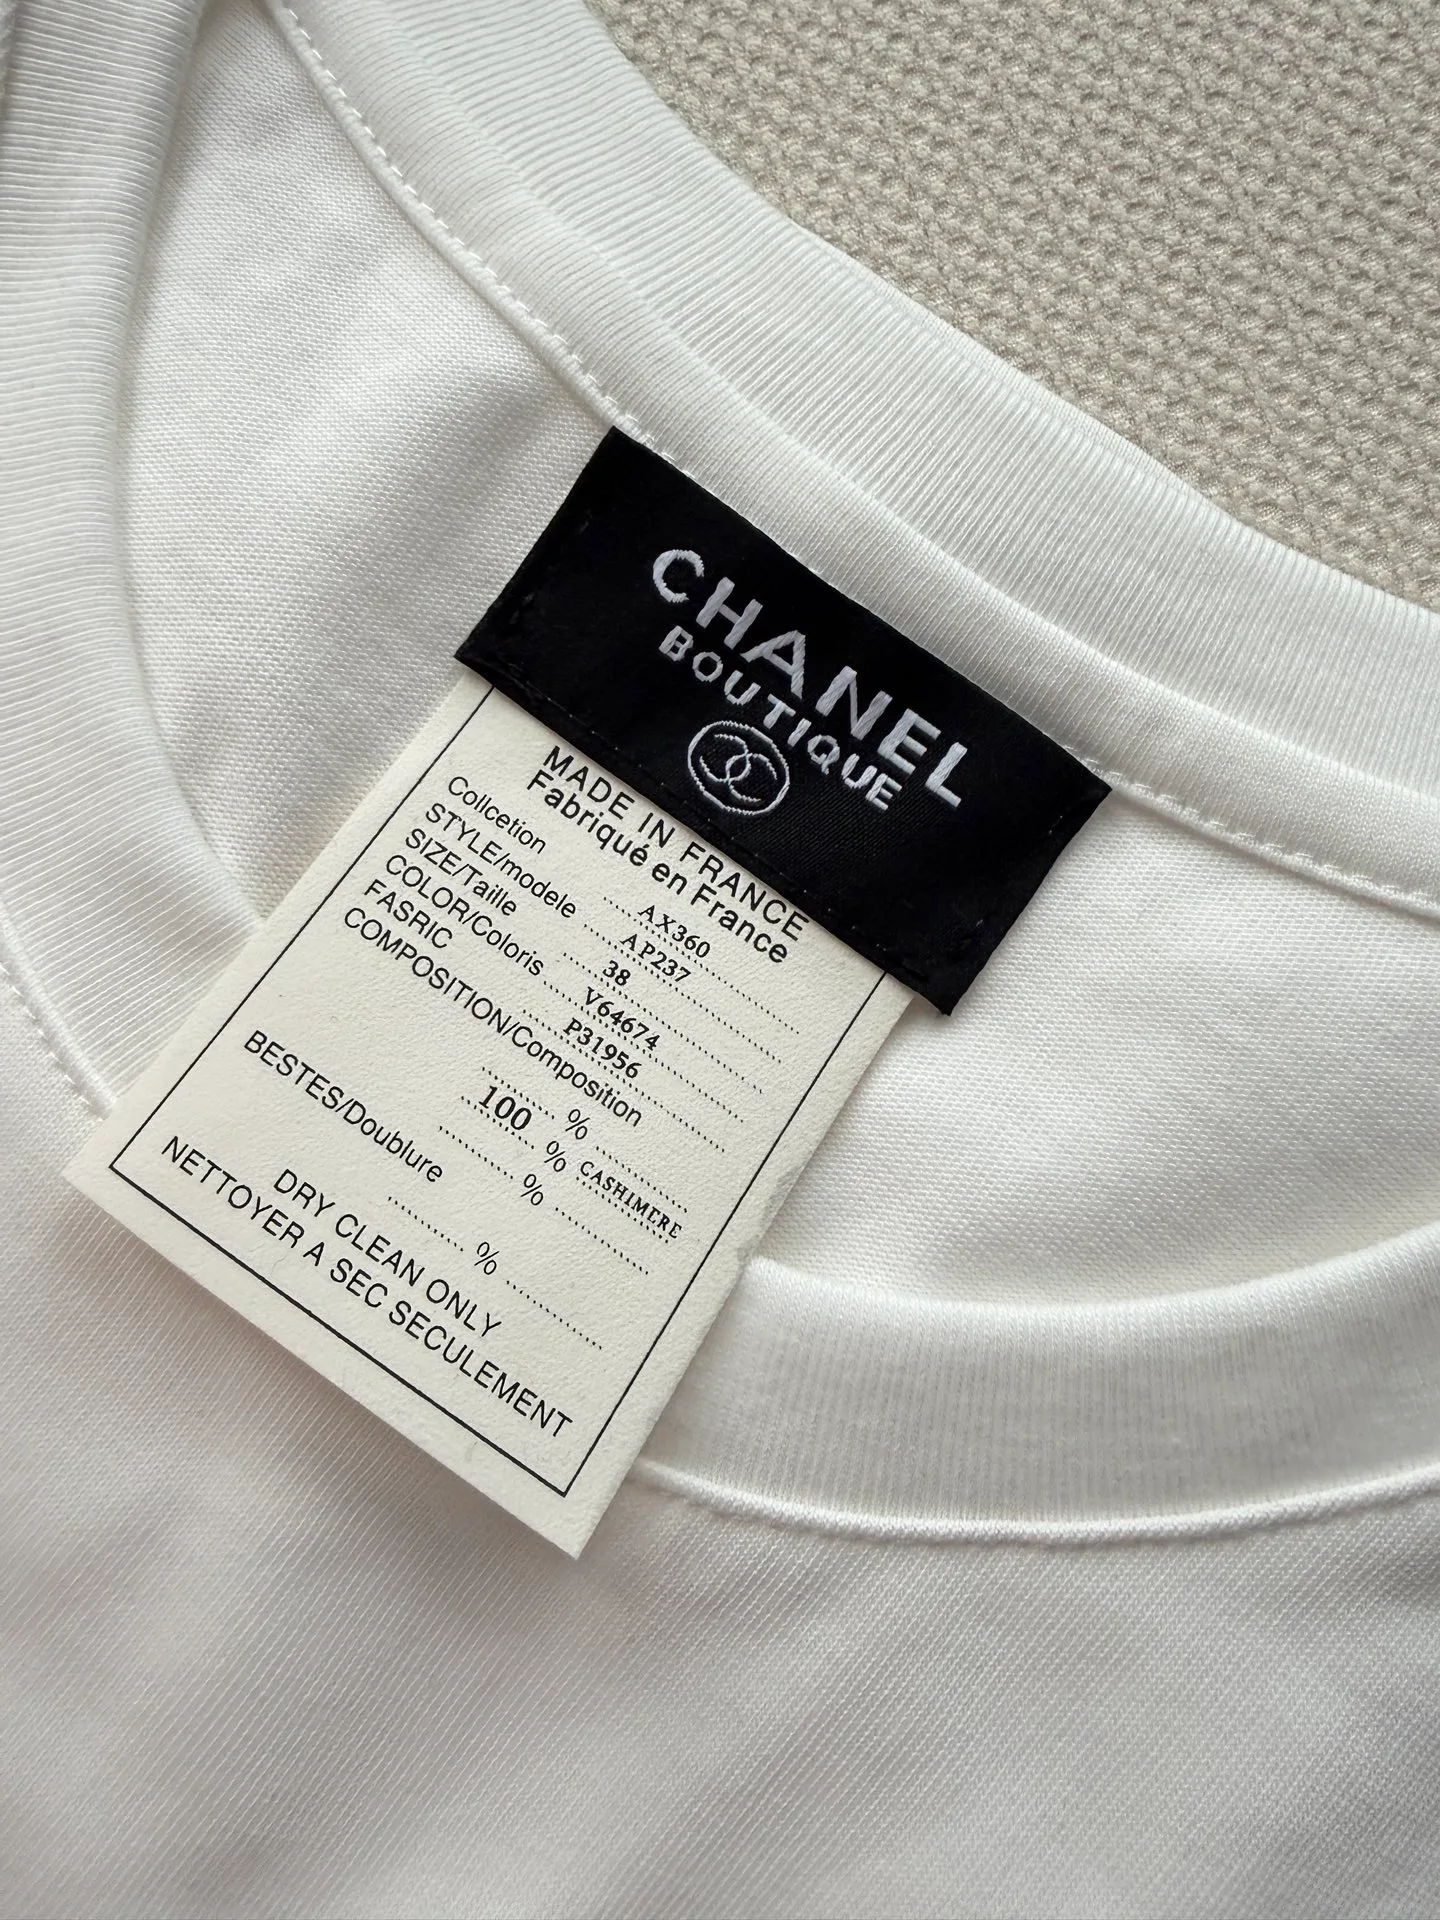 CHANEL
BOUTIQUE
MADE IN FRANCE
Fabriqué en France
Collcetion ........ AX360
STYLE/modele ........ AP237
SIZE/Taille ........ 38
COLOR/Coloris ........ V64674
FASRIC ........ P31956
COMPOSITION/Composition
............ % ............
100 % CASHIMERE
............ % ............
BESTES/Doublure
............ % ............
DRY CLEAN ONLY
NETTOYER A SEC SECULEMENT